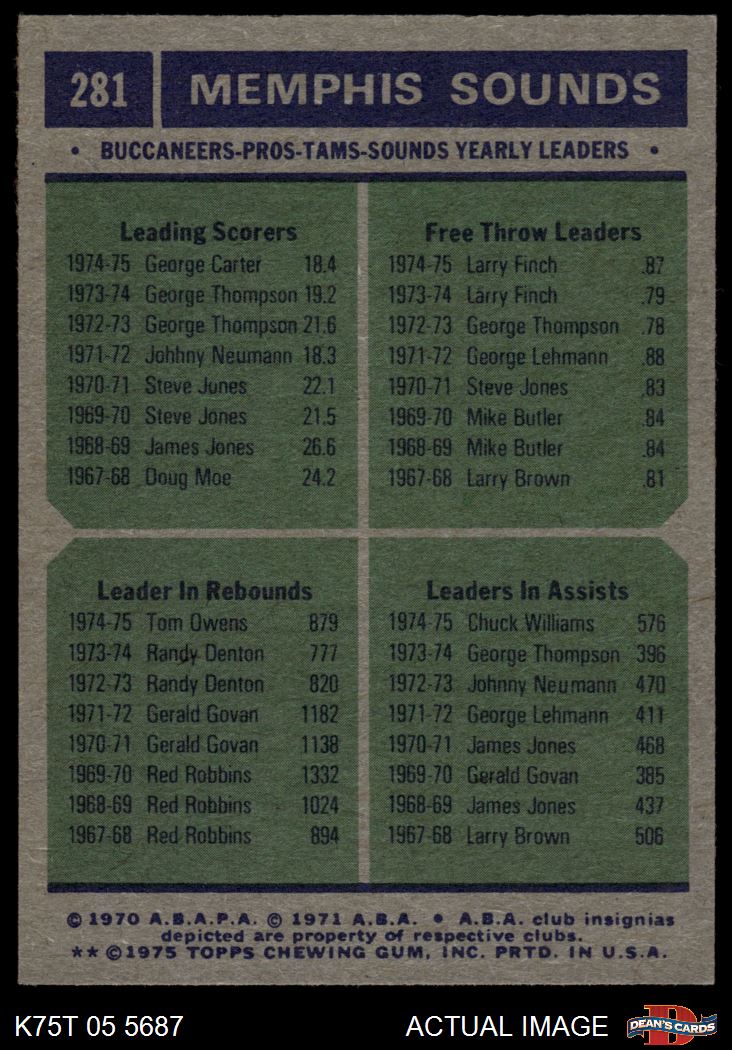 281 MEMPHIS SOUNDS
• BUCCANEERS-PROS-TAMS-SOUNDS YEARLY LEADERS •
Leading Scorers
1974-75 George Carter 18.4
1973-74 George Thompson 19.2
1972-73 George Thompson 21.6
1971-72 Johhny Neumann 18.3
1970-71 Steve Junes 22.1
1969-70 Steve Jones 21.5
1968-69 James Jones 26.6
1967-68 Doug Moe 24.2
Free Throw Leaders
1974-75 Larry Finch .87
1973-74 Larry Finch .79
1972-73 George Thompson .78
1971-72 George Lehmann .88
1970-71 Steve Jones .83
1969-70 Mike Butler .84
1968-69 Mike Butler .84
1967-68 Larry Brown .81
Leader In Rebounds
1974-75 Tom Owens 879
1973-74 Randy Denton 777
1972-73 Randy Denton 820
1971-72 Gerald Govan 1182
1970-71 Gerald Govan 1138
1969-70 Red Robbins 1332
1968-69 Red Robbins 1024
1967-68 Red Robbins 894
Leaders In Assists
1974-75 Chuck Williams 576
1973-74 George Thompson 396
1972-73 Johnny Neumann 470
1971-72 George Lehmann 411
1970-71 James Jones 468
1969-70 Gerald Govan 385
1968-69 James Jones 437
1967-68 Larry Brown 506
© 1970 A.B.A.P.A. © 1971 A.B.A. • A.B.A. club insignias
depicted are property of respective clubs.
** © 1975 TOPPS CHEWING GUM, INC. PRTD. IN U.S.A.
K75T 05 5687 ACTUAL IMAGE DEAN'S CARDS